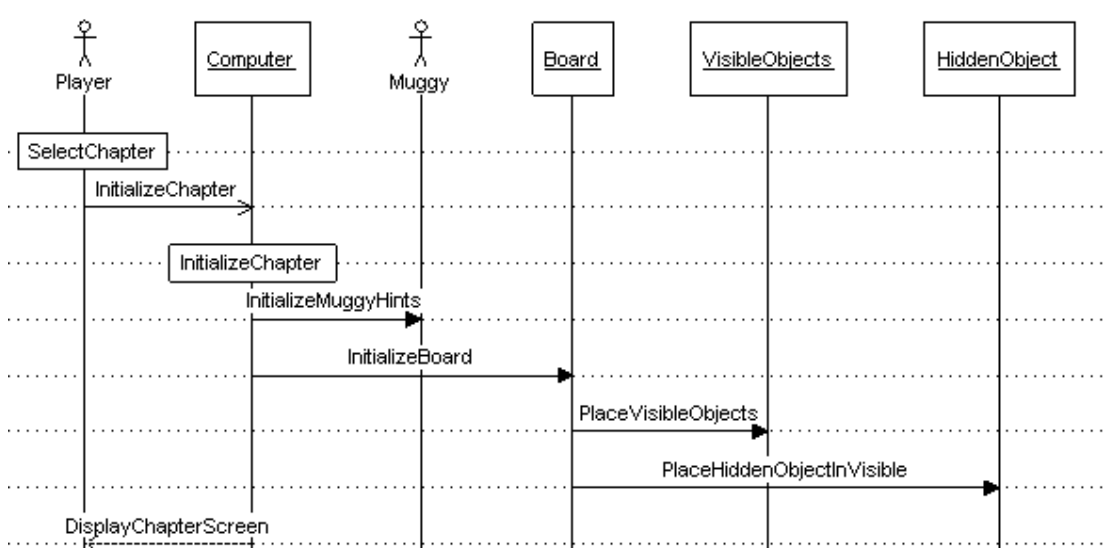 Player
Computer
Muggy
Board
VisibleObjects
HiddenObject
SelectChapter
InitializeChapter
InitializeChapter
InitializeMuggyHints
InitializeBoard
PlaceVisibleObjects
PlaceHiddenObjectInVisible
DisplayChapterScreen